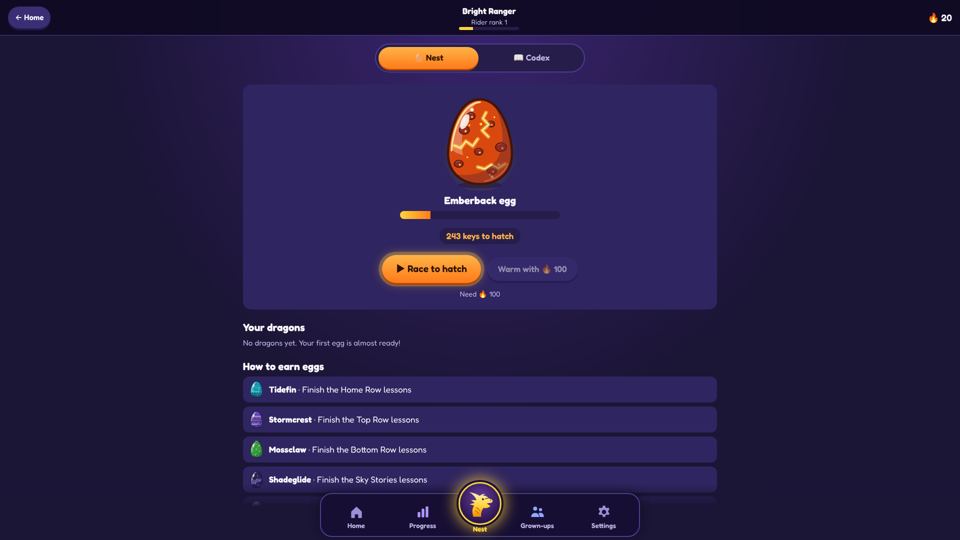 ← Home
Bright Ranger
Rider rank 1
🔥 20
Nest
📖 Codex
Emberback egg
243 keys to hatch
▶ Race to hatch
Warm with 🔥 100
Need 🔥 100
Your dragons
No dragons yet. Your first egg is almost ready!
How to earn eggs
Tidefin · Finish the Home Row lessons
Stormcrest · Finish the Top Row lessons
Mossclaw · Finish the Bottom Row lessons
Shadeglide · Finish the Sky Stories lessons
Home
Progress
Nest
Grown-ups
Settings